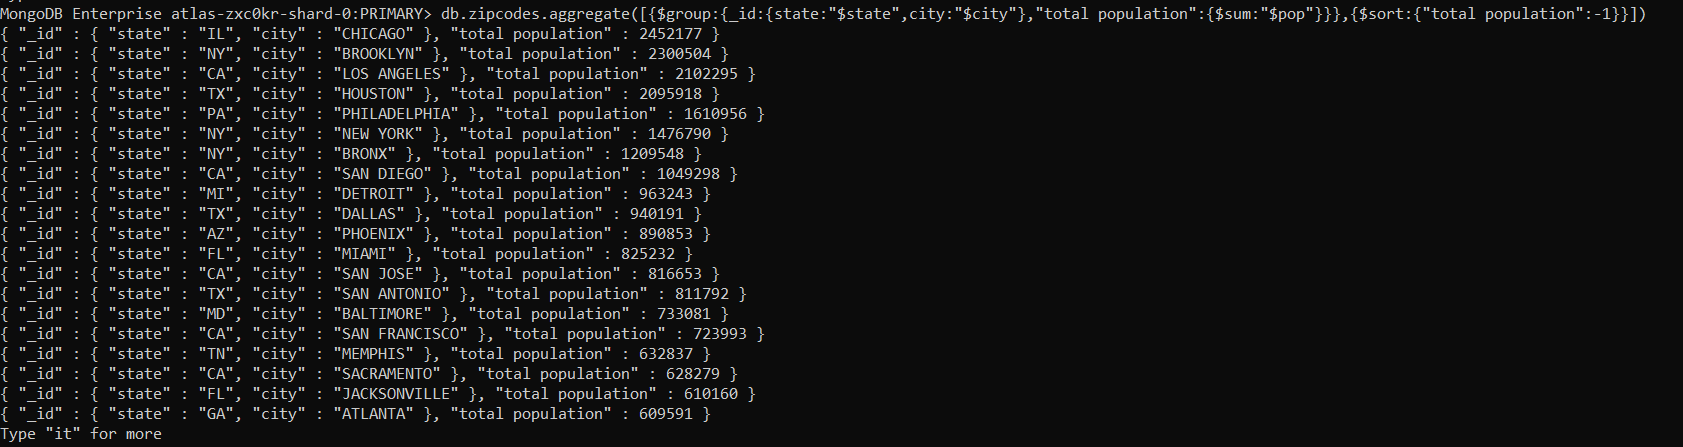 MongoDB Enterprise atlas-zxc0kr-shard-0:PRIMARY> db.zipcodes.aggregate([{$group:{_id:{state:"$state",city:"$city"},"total population":{$sum:"$pop"}}},{$sort:{"total population":-1}}])
{ "_id" : { "state" : "IL", "city" : "CHICAGO" }, "total population" : 2452177 }
{ "_id" : { "state" : "NY", "city" : "BROOKLYN" }, "total population" : 2300504 }
{ "_id" : { "state" : "CA", "city" : "LOS ANGELES" }, "total population" : 2102295 }
{ "_id" : { "state" : "TX", "city" : "HOUSTON" }, "total population" : 2095918 }
{ "_id" : { "state" : "PA", "city" : "PHILADELPHIA" }, "total population" : 1610956 }
{ "_id" : { "state" : "NY", "city" : "NEW YORK" }, "total population" : 1476790 }
{ "_id" : { "state" : "NY", "city" : "BRONX" }, "total population" : 1209548 }
{ "_id" : { "state" : "CA", "city" : "SAN DIEGO" }, "total population" : 1049298 }
{ "_id" : { "state" : "MI", "city" : "DETROIT" }, "total population" : 963243 }
{ "_id" : { "state" : "TX", "city" : "DALLAS" }, "total population" : 940191 }
{ "_id" : { "state" : "AZ", "city" : "PHOENIX" }, "total population" : 890853 }
{ "_id" : { "state" : "FL", "city" : "MIAMI" }, "total population" : 825232 }
{ "_id" : { "state" : "CA", "city" : "SAN JOSE" }, "total population" : 816653 }
{ "_id" : { "state" : "TX", "city" : "SAN ANTONIO" }, "total population" : 811792 }
{ "_id" : { "state" : "MD", "city" : "BALTIMORE" }, "total population" : 733081 }
{ "_id" : { "state" : "CA", "city" : "SAN FRANCISCO" }, "total population" : 723993 }
{ "_id" : { "state" : "TN", "city" : "MEMPHIS" }, "total population" : 632837 }
{ "_id" : { "state" : "CA", "city" : "SACRAMENTO" }, "total population" : 628279 }
{ "_id" : { "state" : "FL", "city" : "JACKSONVILLE" }, "total population" : 610160 }
{ "_id" : { "state" : "GA", "city" : "ATLANTA" }, "total population" : 609591 }
Type "it" for more